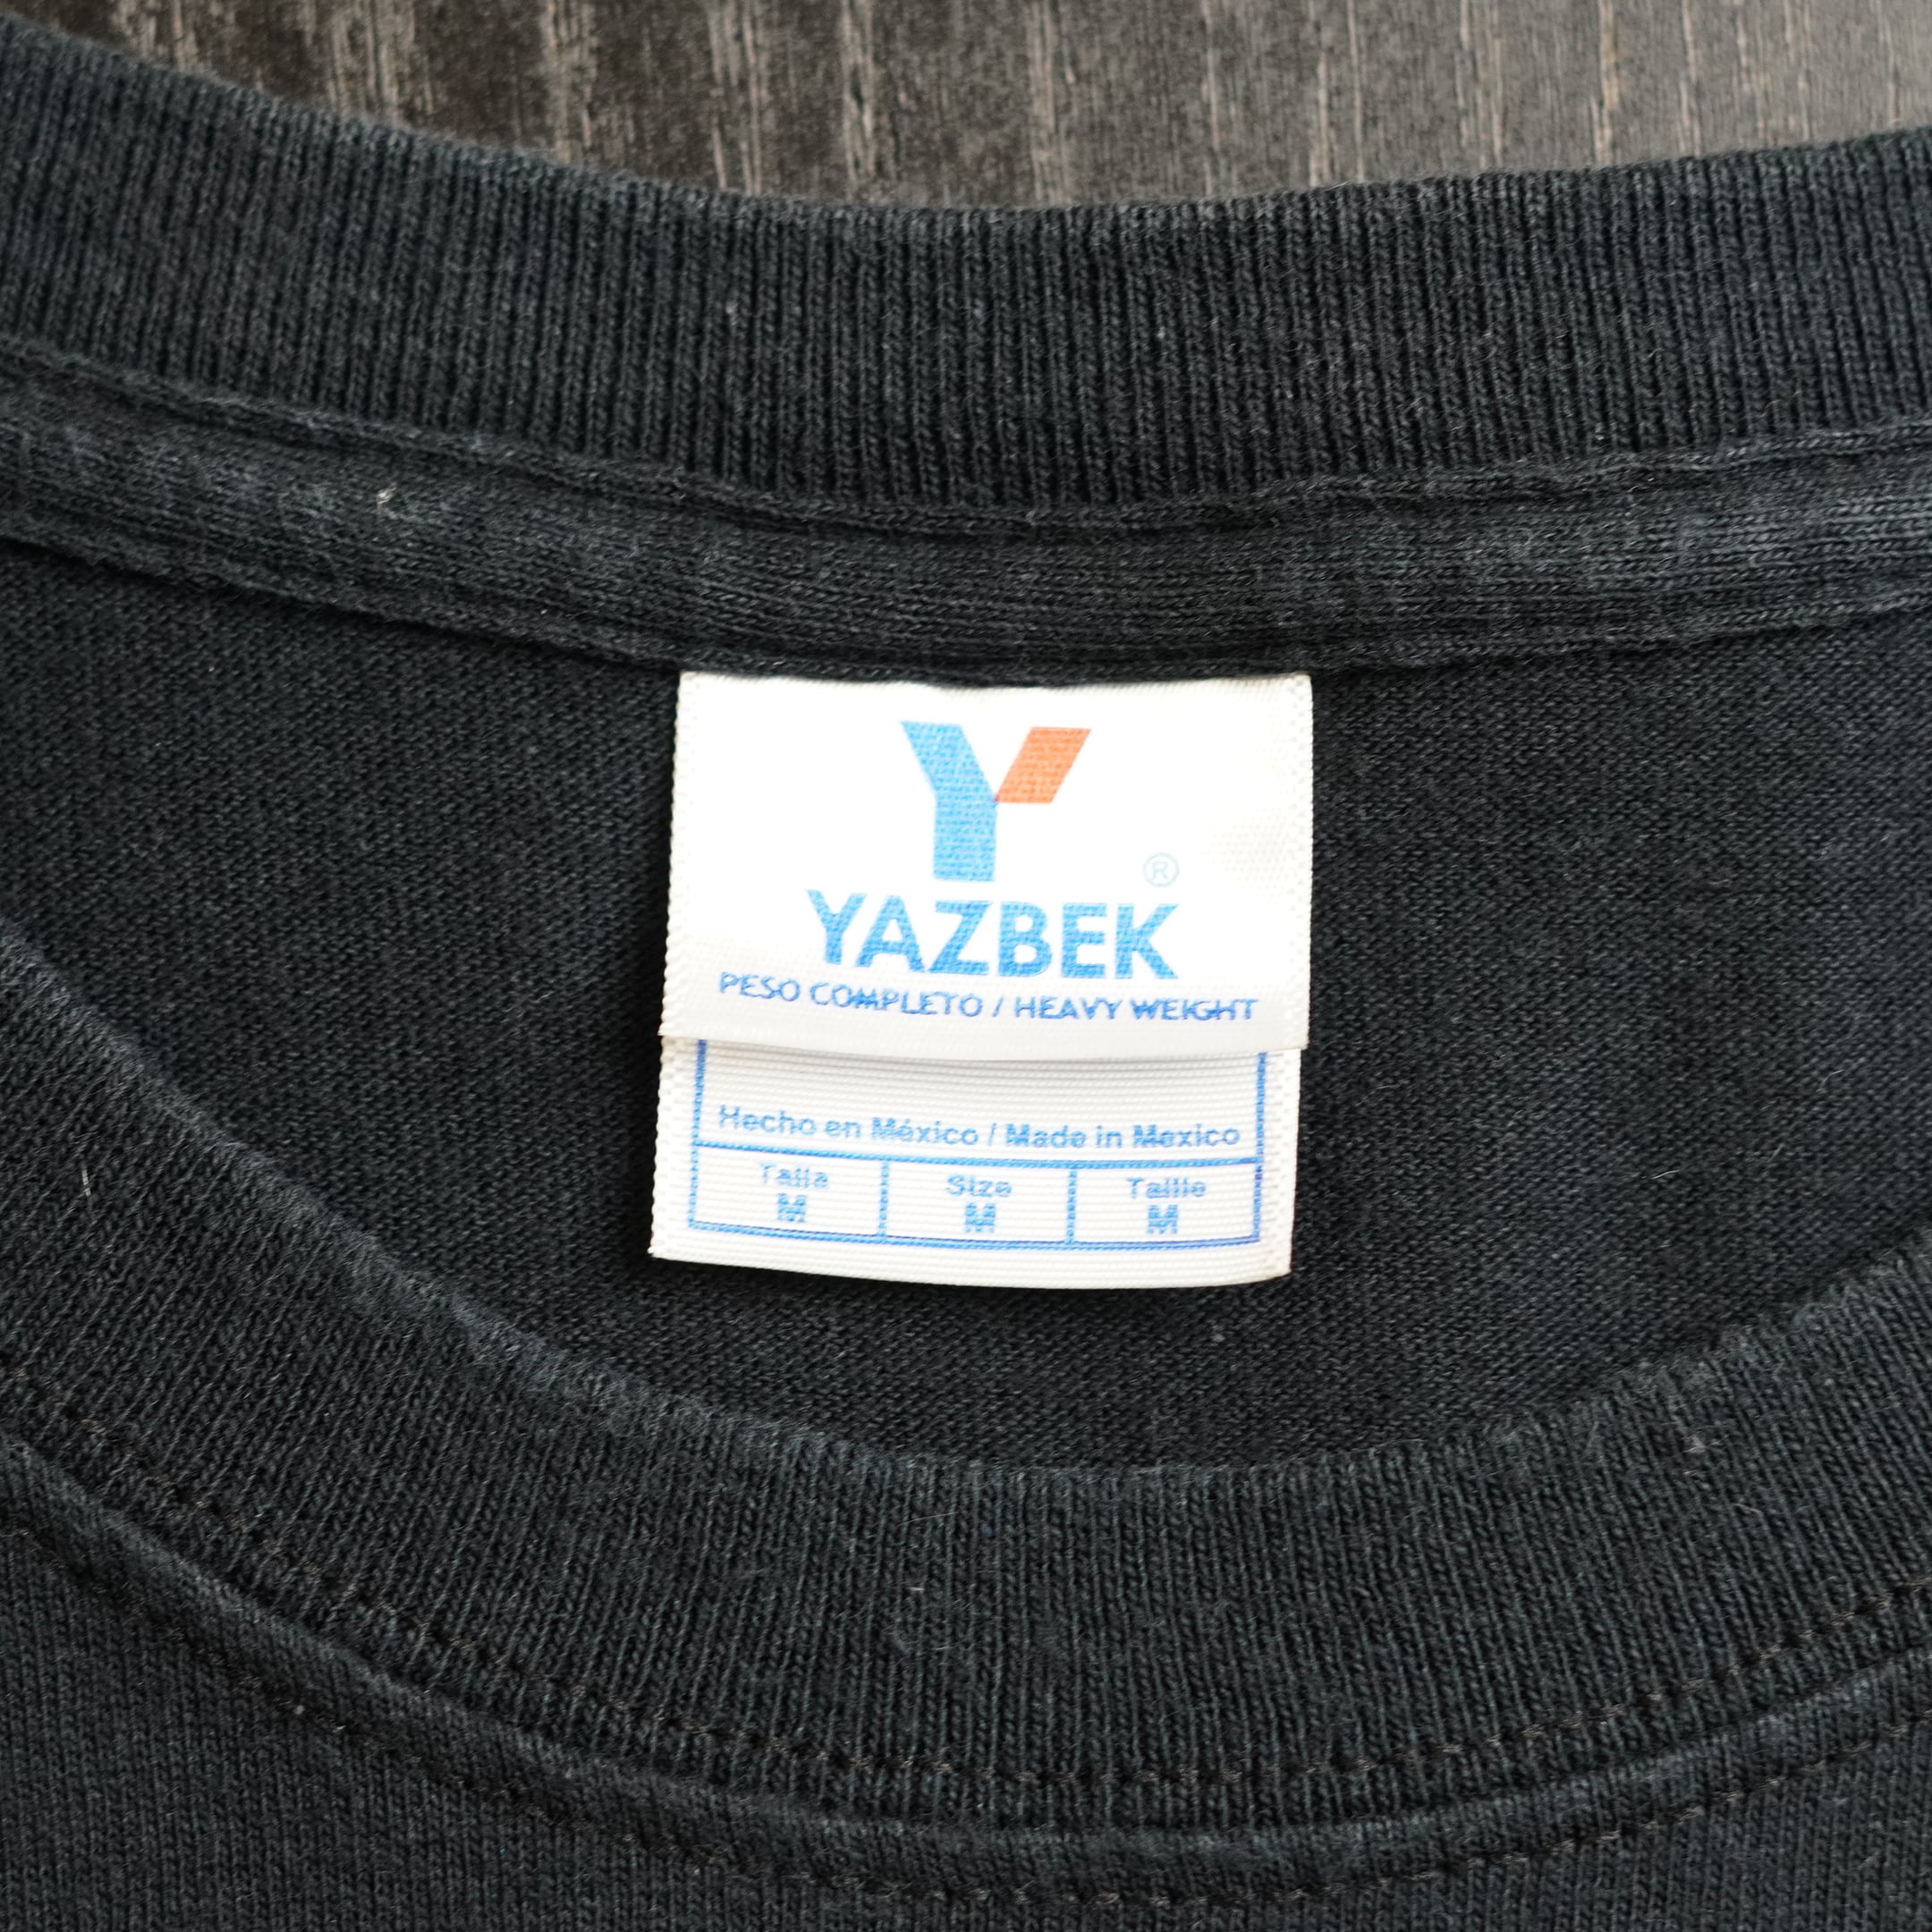 Y
®
YAZBEK
PESO COMPLETO / HEAVY WEIGHT
Hecho en México / Made in Mexico
Talla Size Taille
M M M